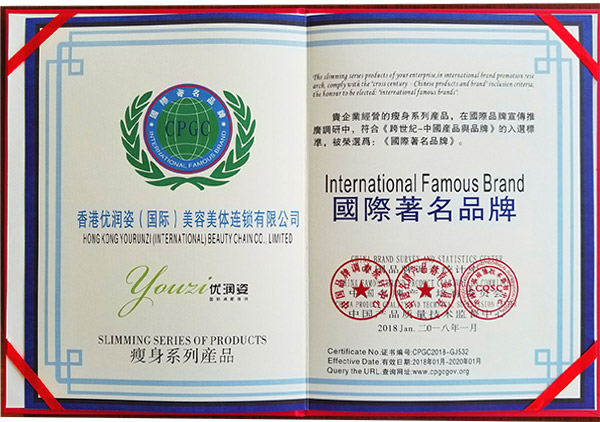 國際著名品牌
CPGC
INTERNATIONAL FAMOUS BRAND
香港优润姿（国际）美容美体连锁有限公司
HONG KONG YOURUNZI (INTERNATIONAL) BEAUTY CHAIN CO., LIMITED
Youzi 优润姿
SLIMMING SERIES OF PRODUCTS
瘦身系列産品
The slimming series products of your enterprise,in international brand promotion rese
arch, comply with the "cross century - Chinese products and brand" inclusion criteria,
the honour to be elected: "international famous brands".
貴企業經營的瘦身系列産品，在國際品牌宣傳推
廣調研中，符合《跨世紀-中國產品與品牌》的入選標
準，被榮選爲：《國際著名品牌》。
International Famous Brand
國際著名品牌
CHINA BRAND SURVEY AND STATISTICS CENTER
中国产品质量技术监督中心
CQSC
2018 Jan. 二〇一八年一月
Certificate No.证书编号:CPGC2018-GJ532
Effective Date.有效日期:2018年01月-2020年01月
Query the URL.查询网址:www.cpgcgov.org